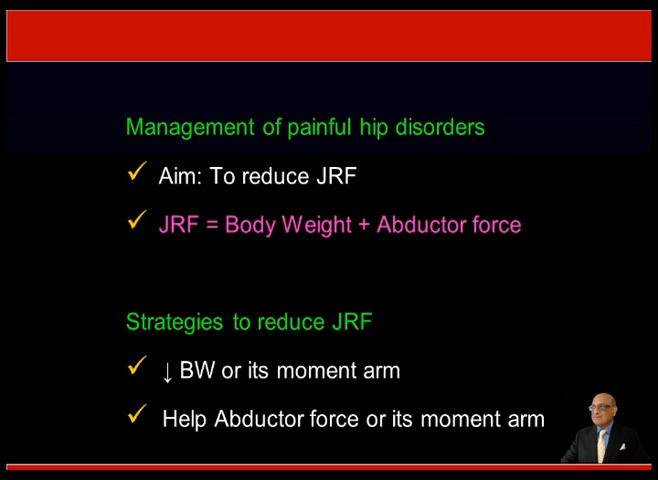 Management of painful hip disorders
✓ Aim: To reduce JRF
✓ JRF = Body Weight + Abductor force
Strategies to reduce JRF
✓ ↓ BW or its moment arm
✓ Help Abductor force or its moment arm